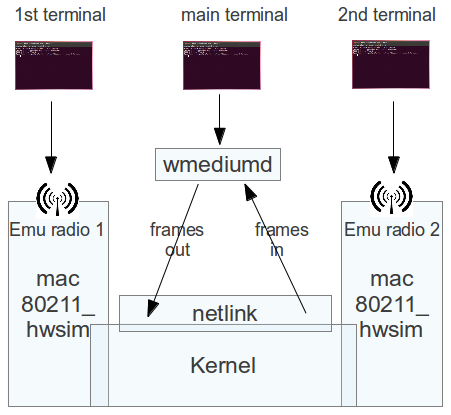 1st terminal
main terminal
2nd terminal
wmediumd
Emu radio 1
frames
out
frames
in
Emu radio 2
mac
80211_
hwsim
netlink
mac
80211_
hwsim
Kernel